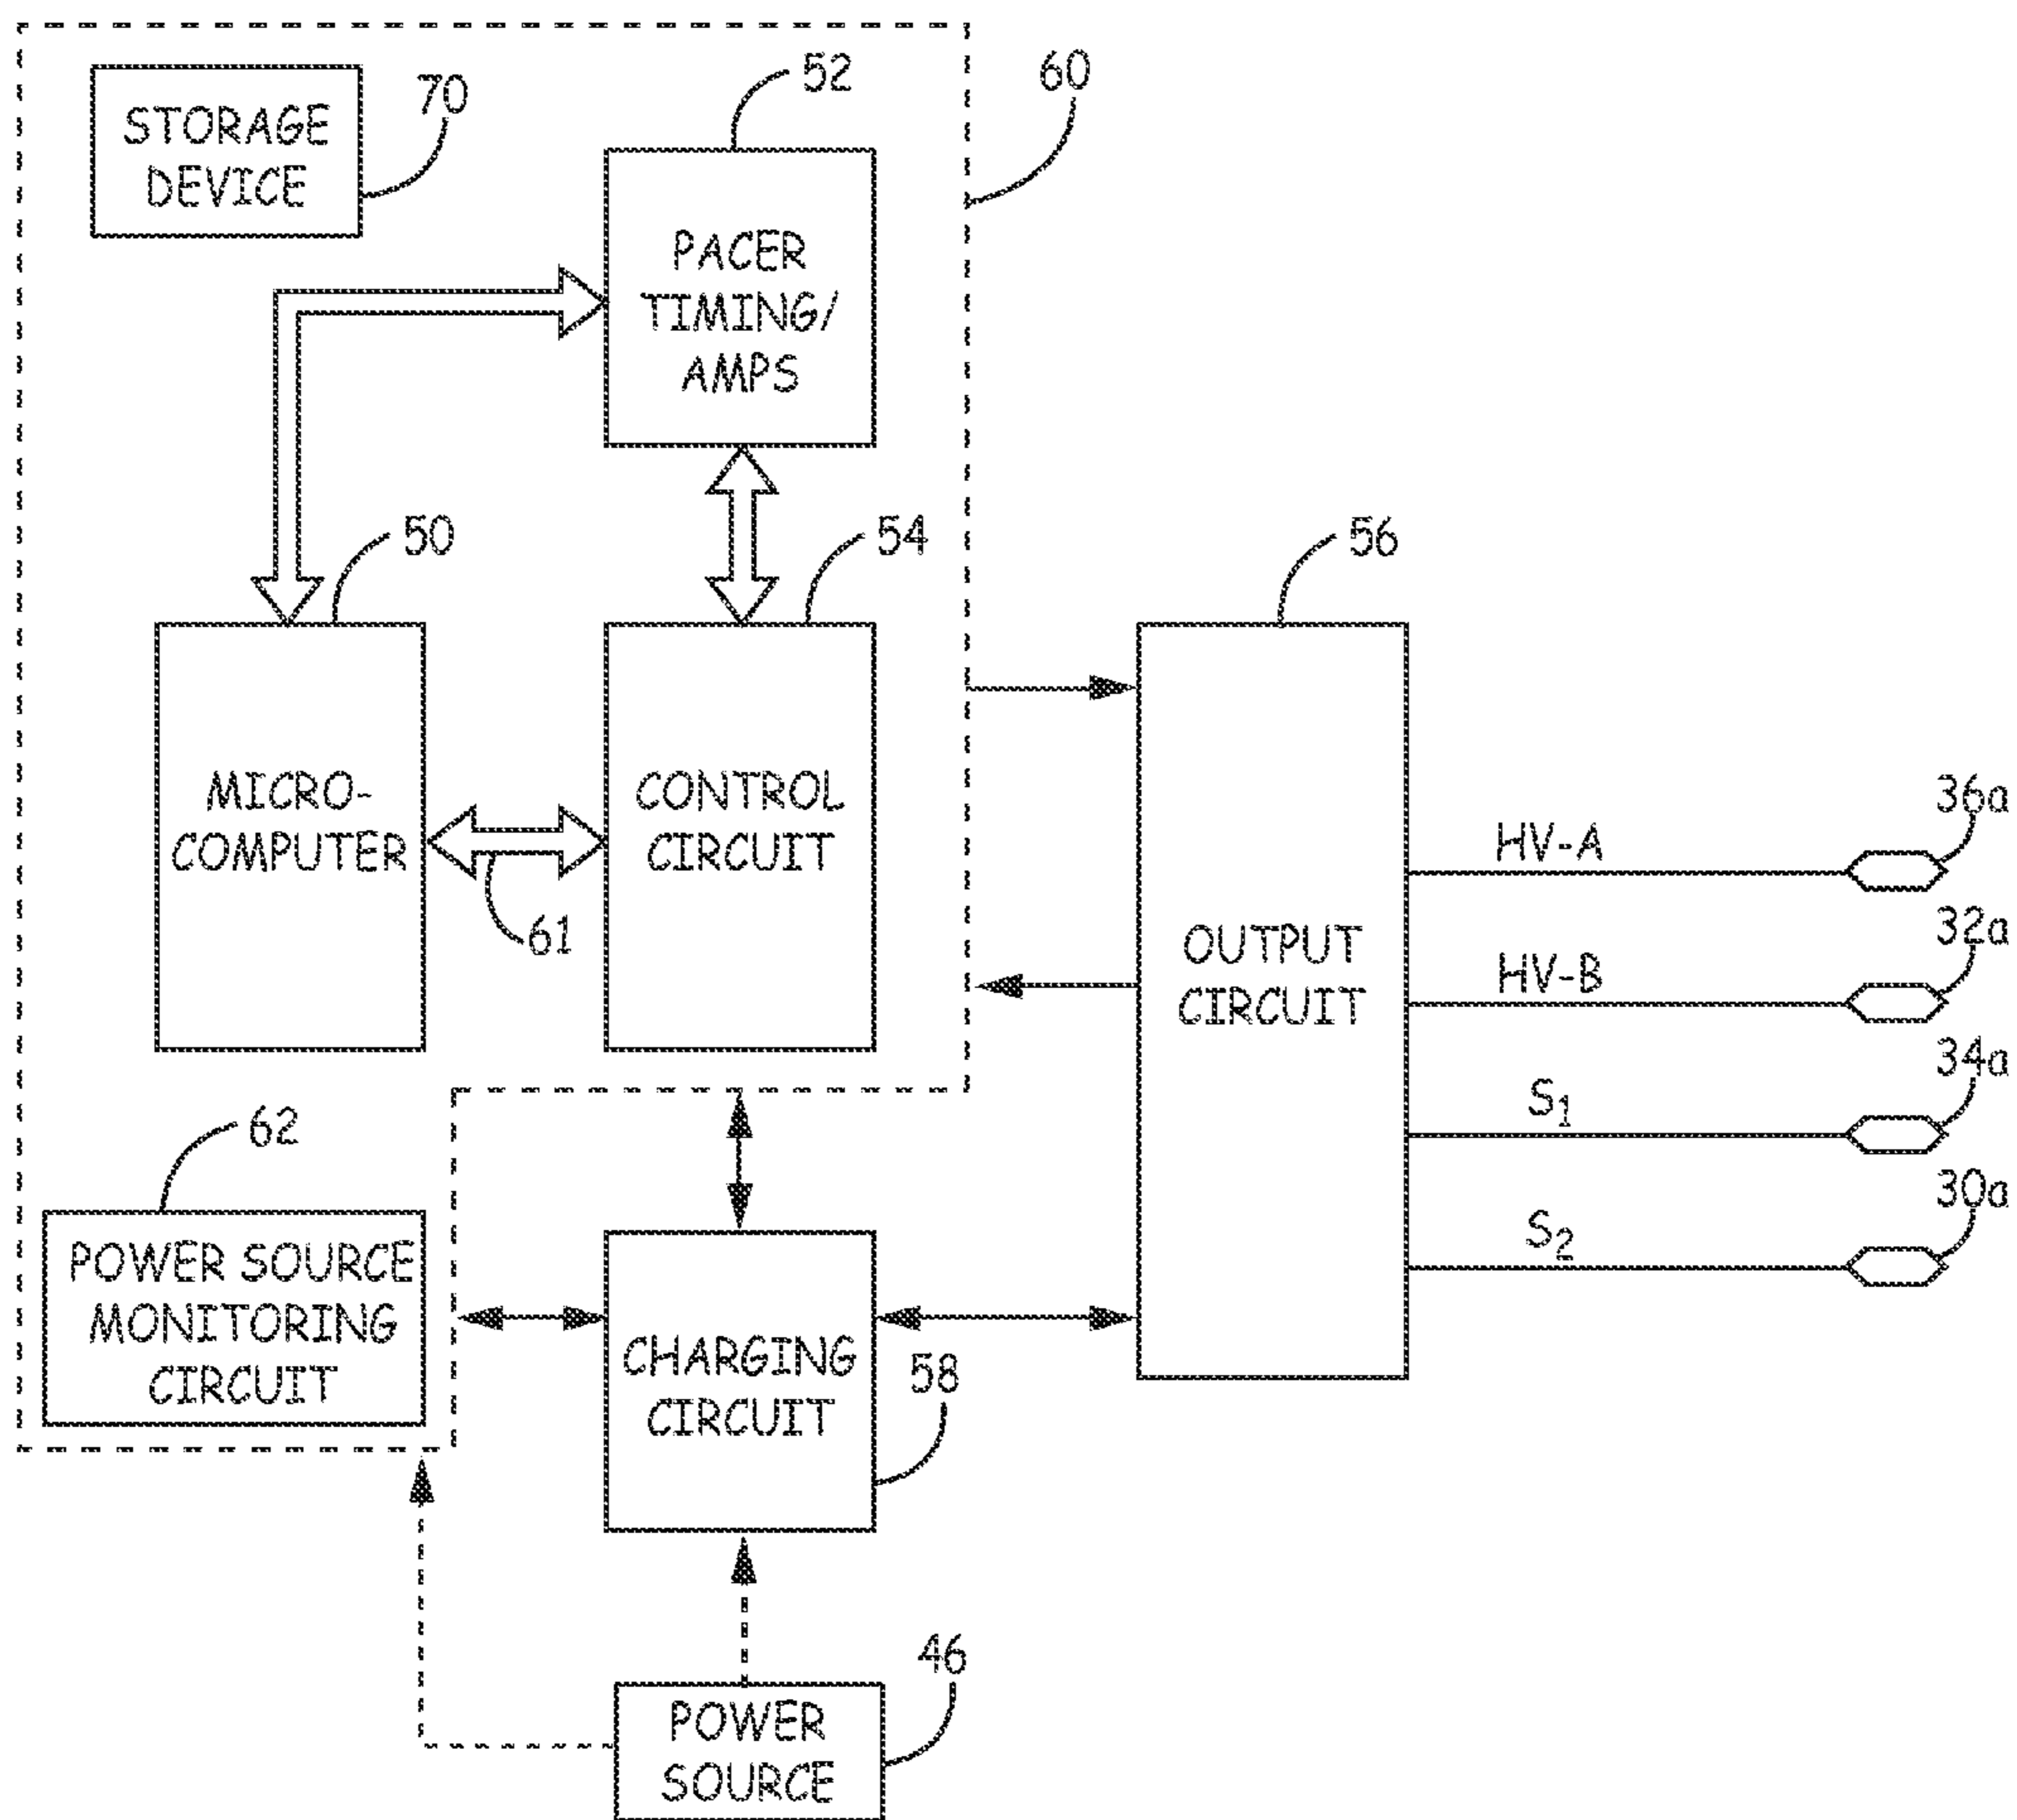 STORAGE
DEVICE
70
52
60
PACER
TIMING/
AMPS
50
54
56
MICRO-
COMPUTER
61
CONTROL
CIRCUIT
OUTPUT
CIRCUIT
HV-A
36a
HV-B
32a
S1
34a
S2
30a
62
POWER SOURCE
MONITORING
CIRCUIT
CHARGING
CIRCUIT
58
46
POWER
SOURCE